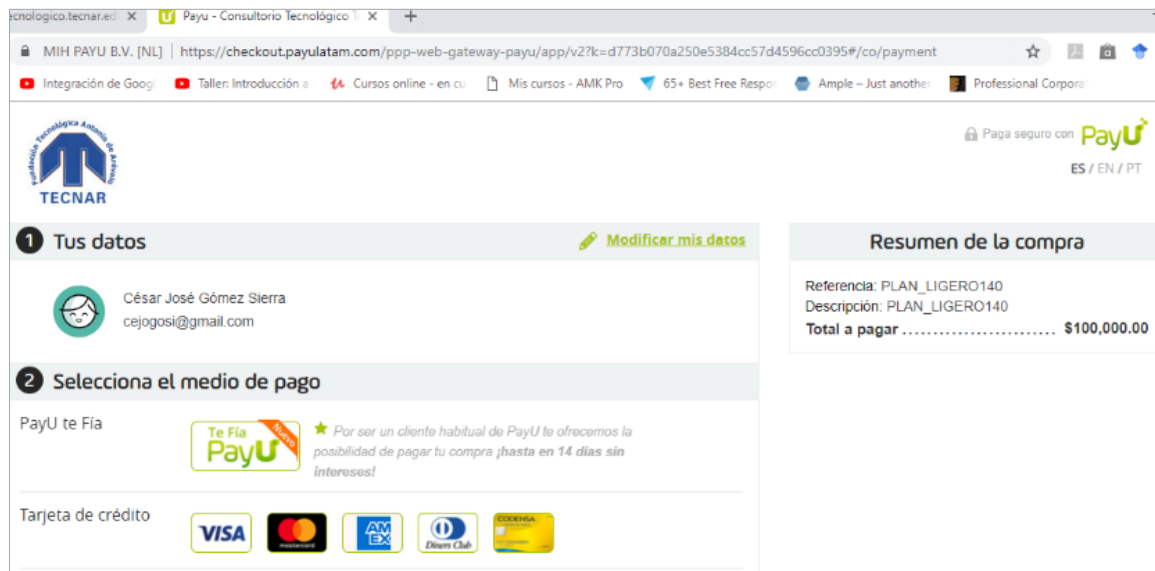 ecnologico.tecnar.ed
Payu - Consultorio Tecnológico T
MIH PAYU B.V. [NL] | https://checkout.payulatam.com/ppp-web-gateway-payu/app/v2?k=d773b070a250e5384cc57d4596cc0395#/co/payment
Integración de Googl
Taller: Introducción a
Cursos online - en cu
Mis cursos - AMK Pro
65+ Best Free Respon
Ample – Just another
Professional Corpora
Fundación Tecnológica Antonio de Arévalo
TECNAR
Paga seguro con PayU
ES / EN / PT
1 Tus datos
Modificar mis datos
César José Gómez Sierra
cejogosi@gmail.com
Resumen de la compra
Referencia: PLAN_LIGERO140
Descripción: PLAN_LIGERO140
Total a pagar .......................... $100,000.00
2 Selecciona el medio de pago
PayU te Fía
Te Fía
PayU
Nuevo
Por ser un cliente habitual de PayU te ofrecemos la
posibilidad de pagar tu compra ¡hasta en 14 días sin
intereses!
Tarjeta de crédito
VISA
mastercard
AM
EX
Diners Club
CODENSA